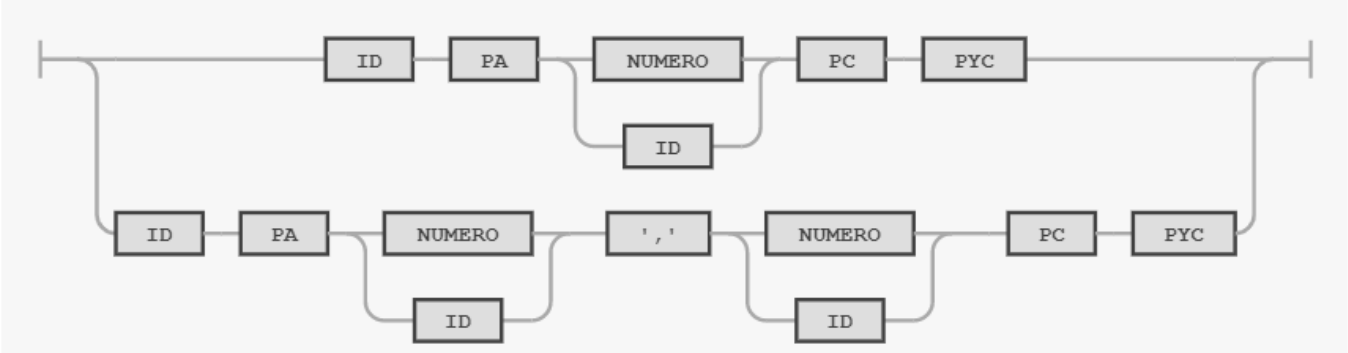 ID PA NUMERO PC PYC
ID
ID PA NUMERO ',' NUMERO PC PYC
ID ID